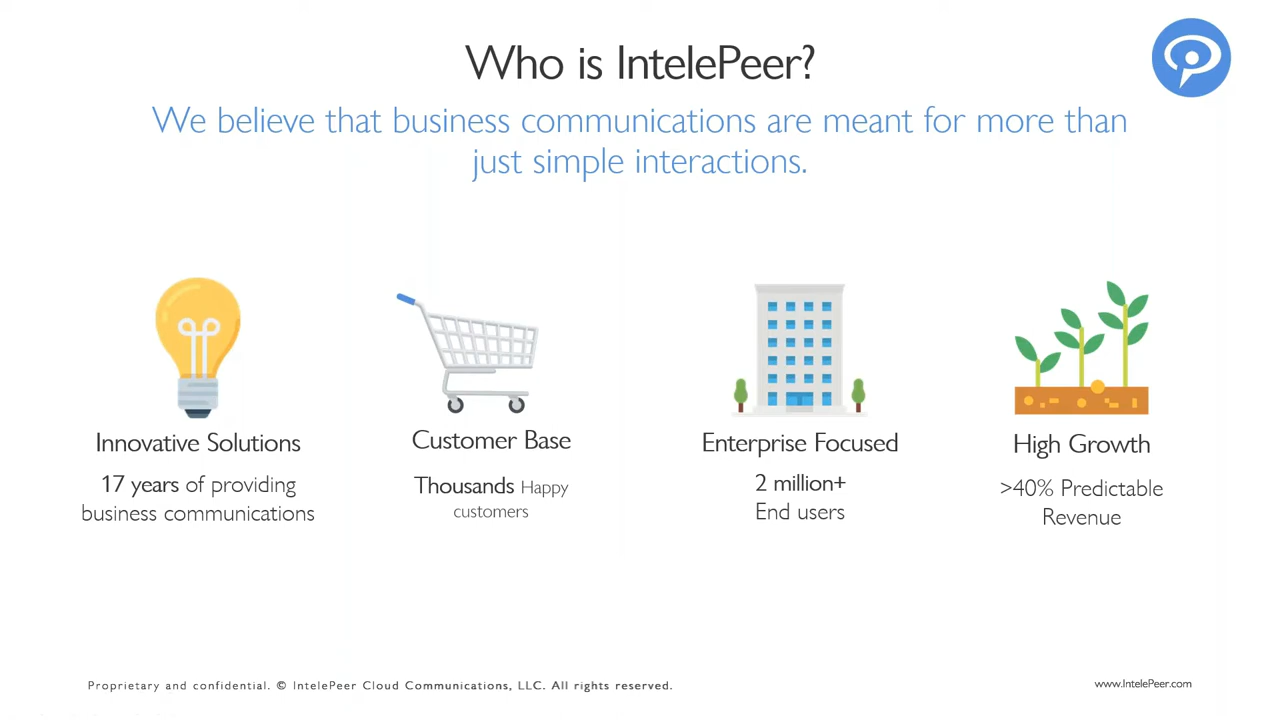 Who is IntelePeer?
We believe that business communications are meant for more than
just simple interactions.
Innovative Solutions
17 years of providing
business communications
Customer Base
Thousands Happy
customers
Enterprise Focused
2 million+
End users
High Growth
>40% Predictable
Revenue
Proprietary and confidential. © IntelePeer Cloud Communications, LLC. All rights reserved.
www.IntelePeer.com